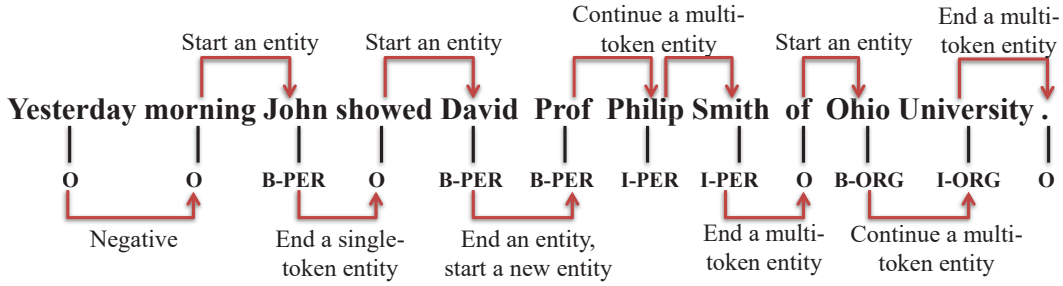 Continue a multi-
token entity
End a multi-
token entity
Start an entity
Start an entity
Start an entity
Yesterday morning John showed David Prof Philip Smith of Ohio University .
O O B-PER O B-PER B-PER I-PER I-PER O B-ORG I-ORG O
Negative
End a single-
token entity
End an entity,
start a new entity
End a multi-
token entity
Continue a multi-
token entity